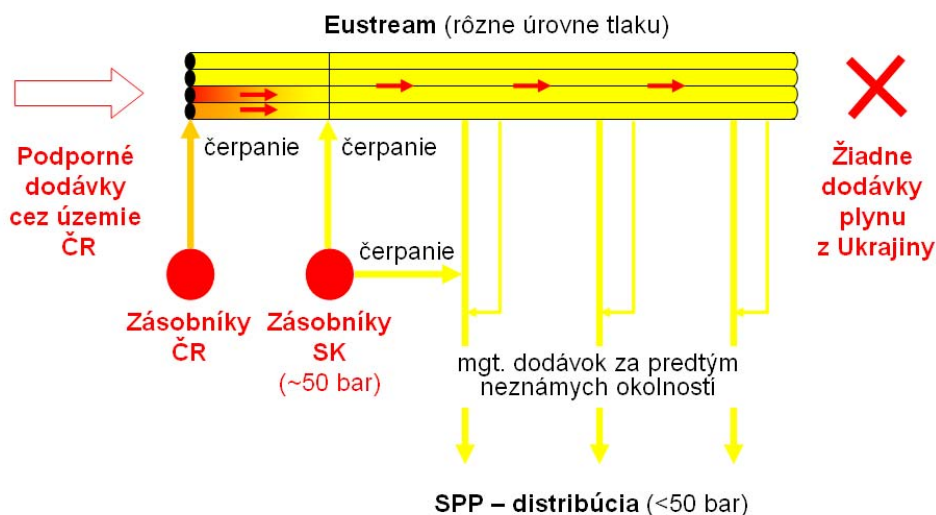 Eustream (rôzne úrovne tlaku)
Podporné
dodávky
cez územie
ČR
čerpanie
čerpanie
Žiadne
dodávky
plynu
z Ukrajiny
čerpanie
Zásobníky
ČR
Zásobníky
SK
(~50 bar)
mgt. dodávok za predtým
neznámych okolností
SPP – distribúcia (<50 bar)